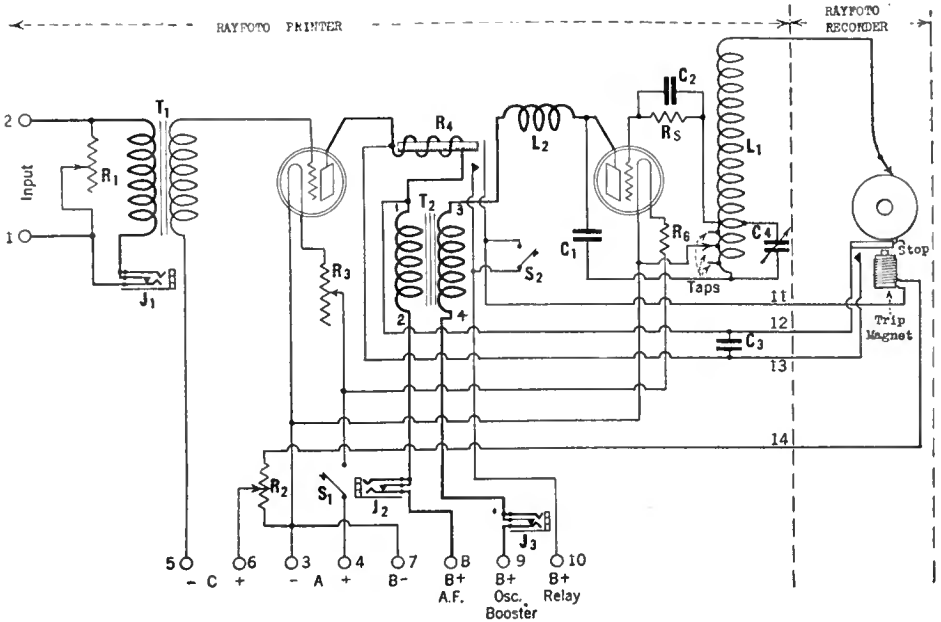 RAYFOTO PRINTER
RAYFOTO
RECORDER
T1
2
R1
Input
1
J1
R3
R4
T2
1
3
2
4
L2
C1
S2
C2
R5
R6
L1
C4
Taps
Stop
Trip
Magnet
11
12
C3
13
14
R2
S1
J2
J3
5
6
3
4
7
8
9
10
- C +
- A +
B-
B+
A.F.
B+
Osc.
Booster
B+
Relay